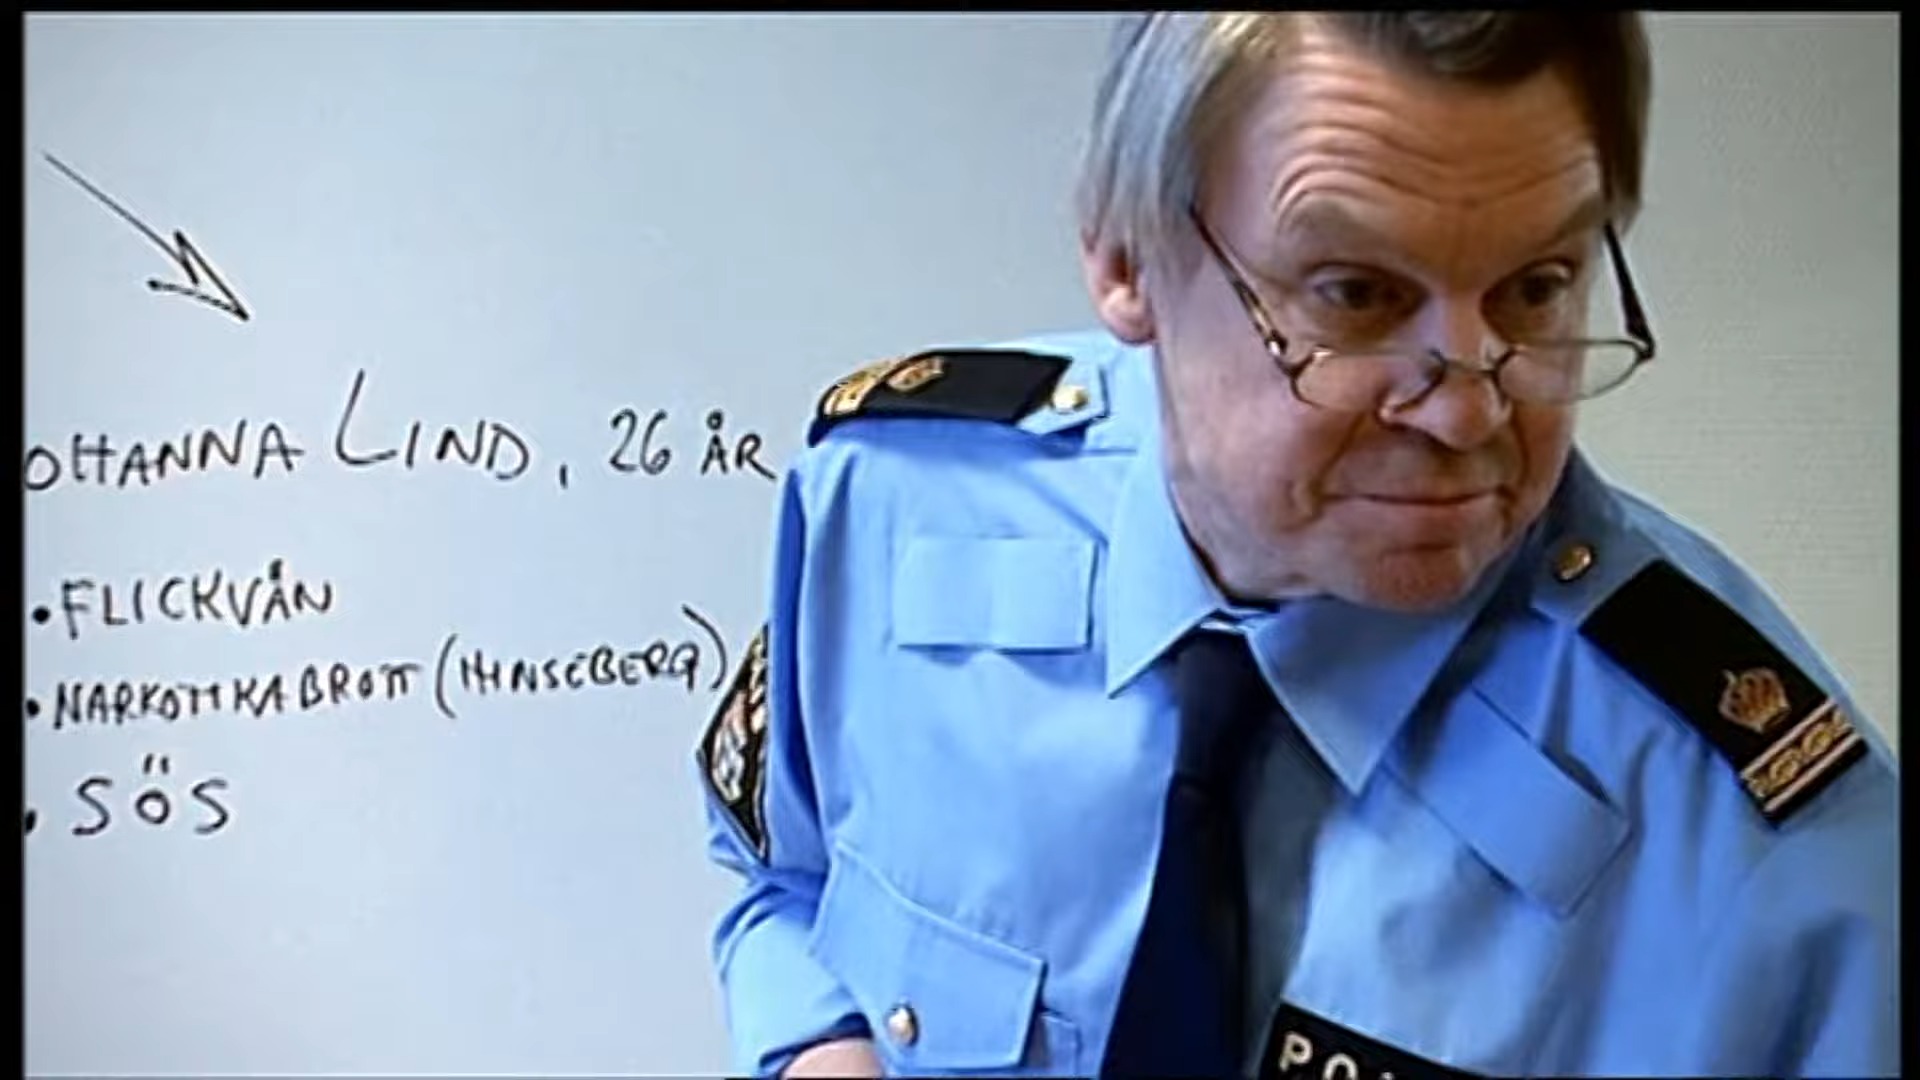 OHANNA LIND, 26 ÅR
• FLICKVÄN
• NARKOTIKABROTT (HINSEBERG)
• SÖS
PO